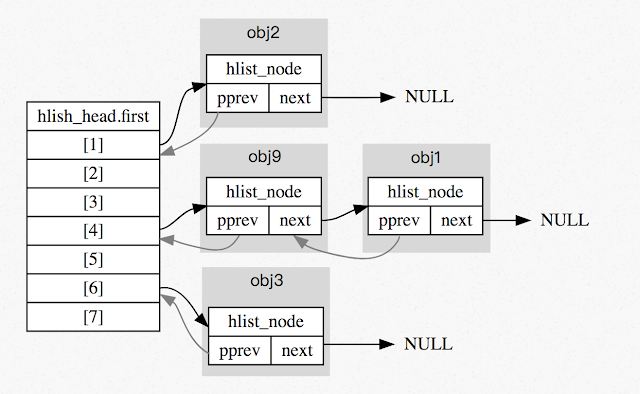 obj2
hlist_node
pprev next
NULL
hlish_head.first
[1]
[2]
[3]
[4]
[5]
[6]
[7]
obj9
hlist_node
pprev next
obj1
hlist_node
pprev next
NULL
obj3
hlist_node
pprev next
NULL